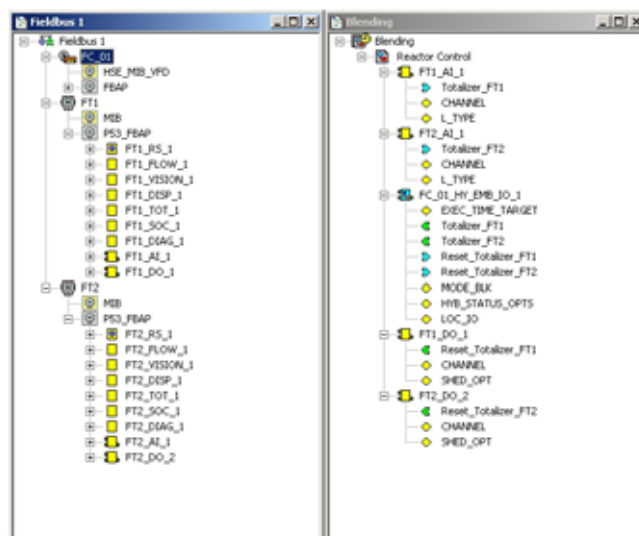 Fieldbus 1
Fieldbus 1
FC_01
HSE_MIB_VFD
FBAP
FT1
MIB
PS3_FBAP
FT1_RS_1
FT1_FLOW_1
FT1_VISION_1
FT1_DISP_1
FT1_TOT_1
FT1_SOC_1
FT1_DIAG_1
FT1_AI_1
FT1_DO_1
FT2
MIB
PS3_FBAP
FT2_RS_1
FT2_FLOW_1
FT2_VISION_1
FT2_DISP_1
FT2_TOT_1
FT2_SOC_1
FT2_DIAG_1
FT2_AI_1
FT2_DO_2
Blending
Blending
Reactor Control
FT1_AI_1
Totalizer_FT1
CHANNEL
L_TYPE
FT2_AI_1
Totalizer_FT2
CHANNEL
L_TYPE
FC_01_HY_EMB_IO_1
EXEC_TIME_TARGET
Totalizer_FT1
Totalizer_FT2
Reset_Totalizer_FT1
Reset_Totalizer_FT2
MODE_BLK
HYB_STATUS_OPTS
LOC_IO
FT1_DO_1
Reset_Totalizer_FT1
CHANNEL
SHED_OPT
FT2_DO_2
Reset_Totalizer_FT2
CHANNEL
SHED_OPT